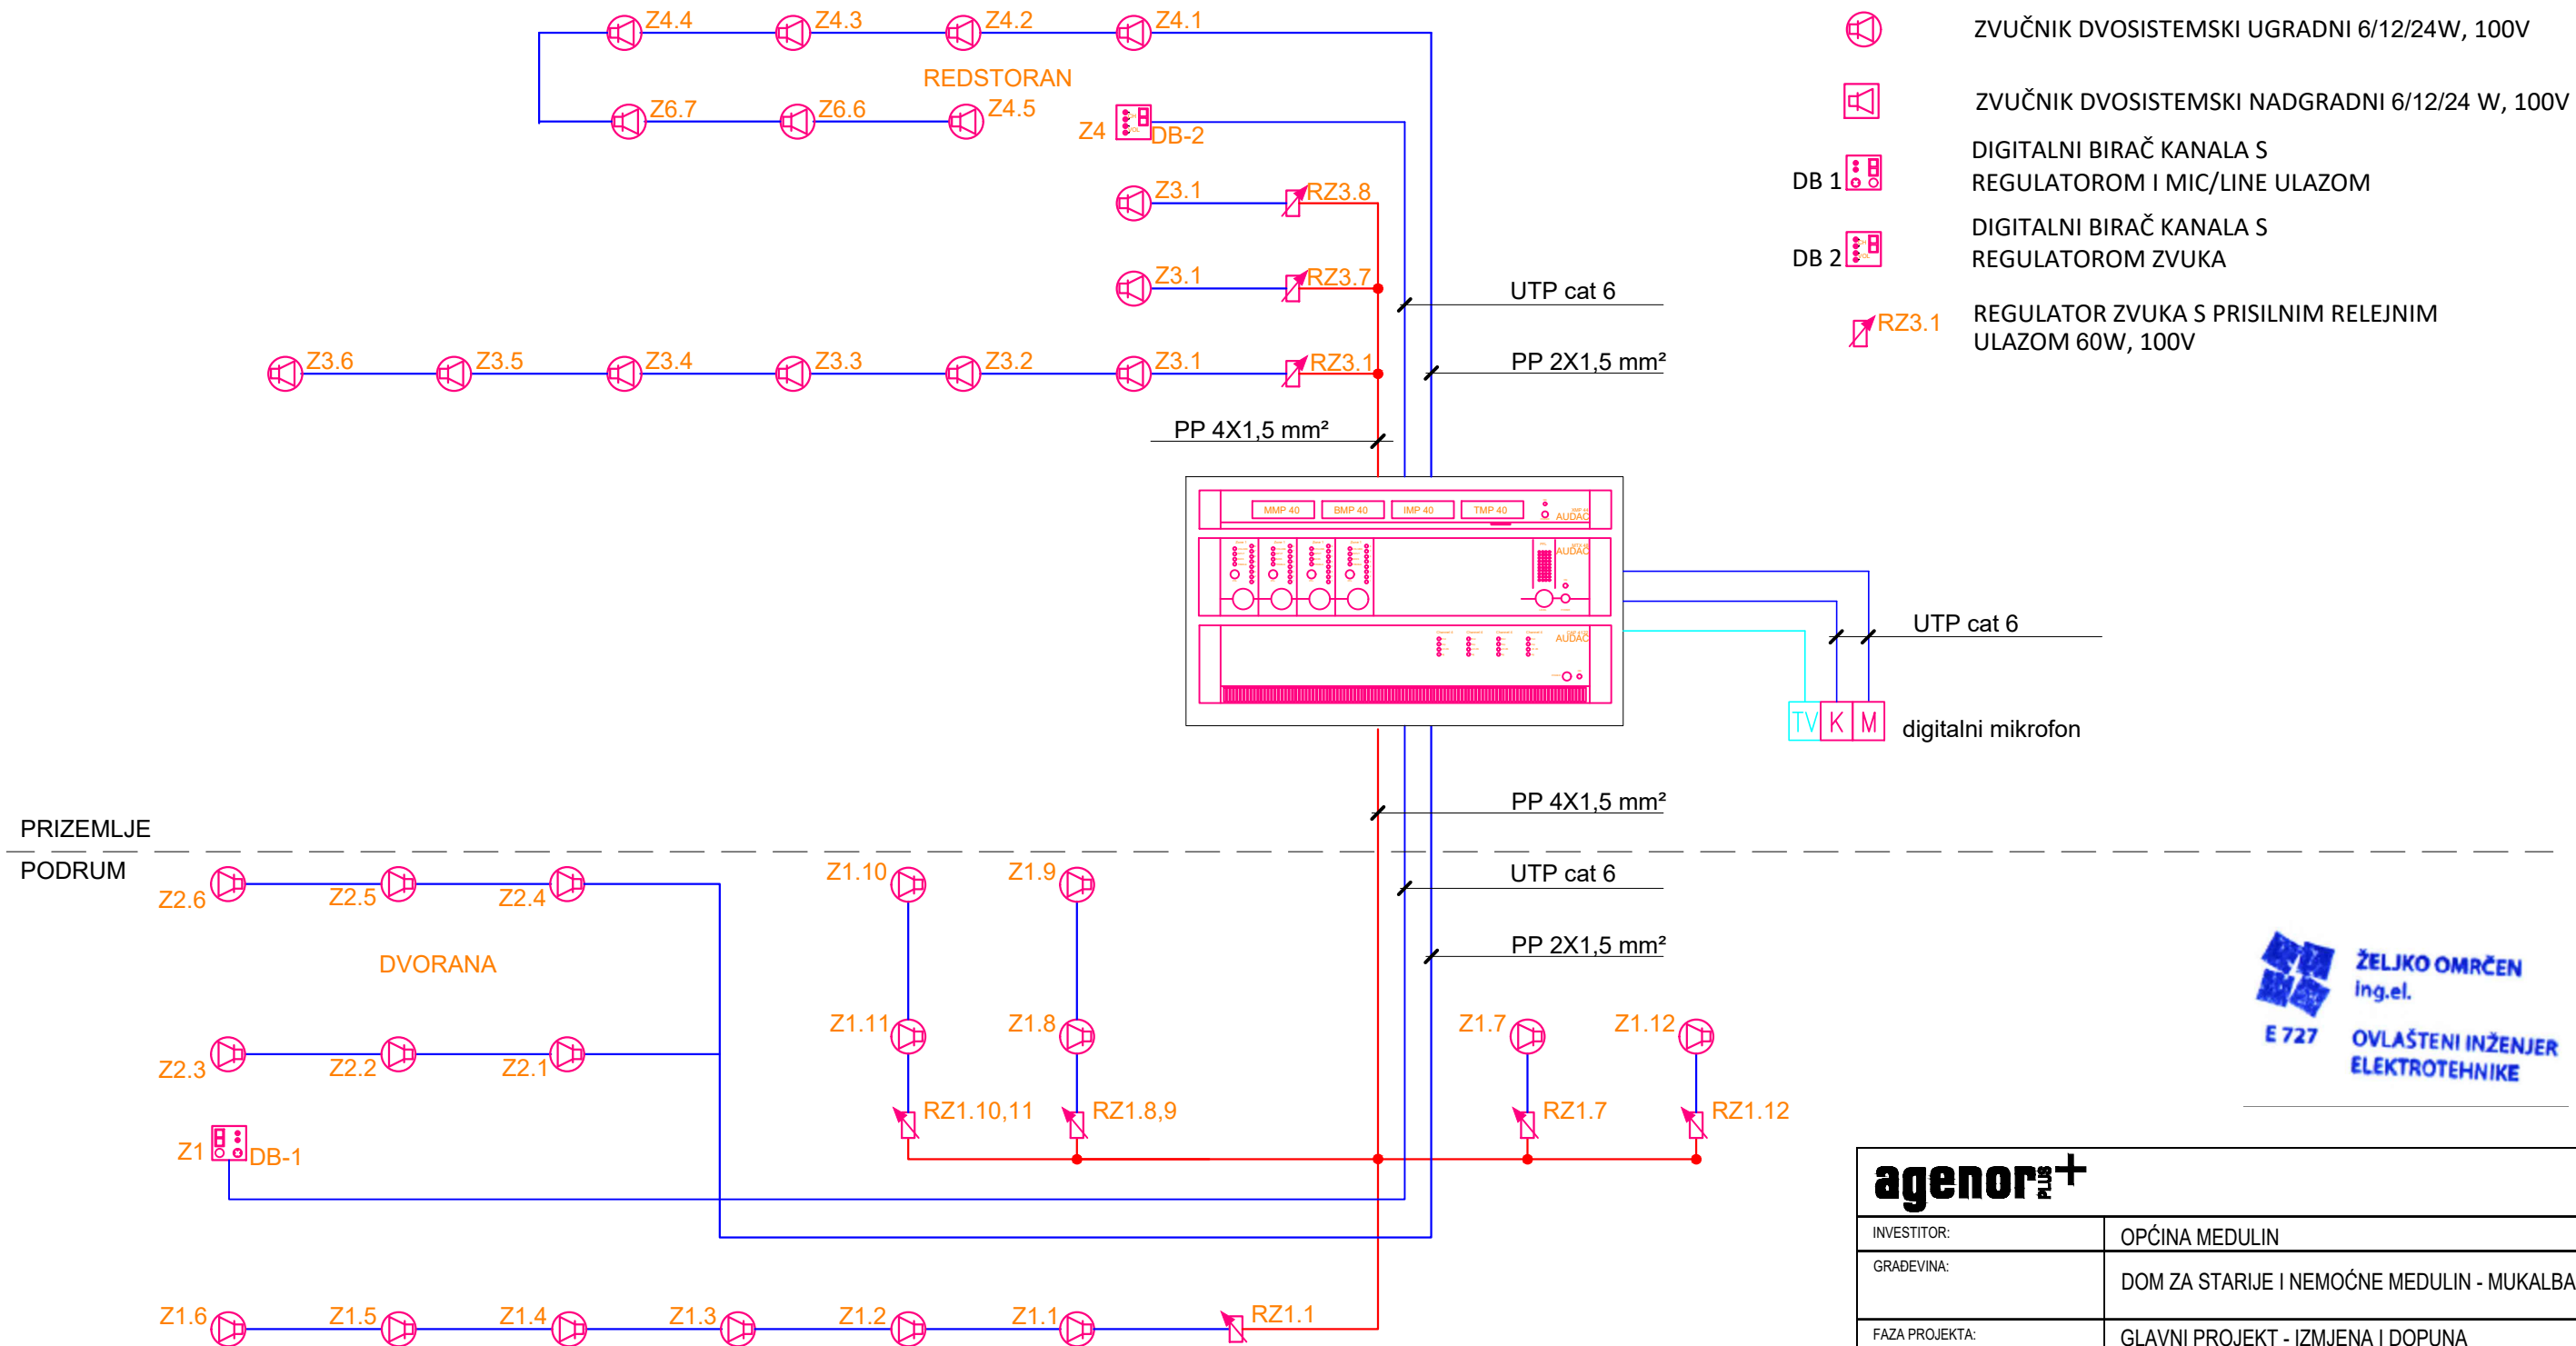 Z4.4
Z4.3
Z4.2
Z4.1
REDSTORAN
Z6.7
Z6.6
Z4.5
Z4
DB-2
Z3.1
RZ3.8
Z3.1
RZ3.7
Z3.6
Z3.5
Z3.4
Z3.3
Z3.2
Z3.1
RZ3.1
UTP cat 6
PP 2X1,5 mm²
PP 4X1,5 mm²
ZVUČNIK DVOSISTEMSKI UGRADNI 6/12/24W, 100V
ZVUČNIK DVOSISTEMSKI NADGRADNI 6/12/24 W, 100V
DB 1
DIGITALNI BIRAČ KANALA S
REGULATOROM I MIC/LINE ULAZOM
DB 2
DIGITALNI BIRAČ KANALA S
REGULATOROM ZVUKA
RZ3.1
REGULATOR ZVUKA S PRISILNIM RELEJNIM
ULAZOM 60W, 100V
MMP 40
BMP 40
IMP 40
TMP 40
AUDAC
AUDAC
AUDAC
UTP cat 6
TV
K
M
digitalni mikrofon
PP 4X1,5 mm²
PRIZEMLJE
PODRUM
UTP cat 6
PP 2X1,5 mm²
Z2.6
Z2.5
Z2.4
DVORANA
Z2.3
Z2.2
Z2.1
Z1
DB-1
Z1.10
Z1.9
Z1.11
Z1.8
Z1.7
Z1.12
RZ1.10,11
RZ1.8,9
RZ1.7
RZ1.12
Z1.6
Z1.5
Z1.4
Z1.3
Z1.2
Z1.1
RZ1.1
ŽELJKO OMRČEN
ing.el.
E 727
OVLAŠTENI INŽENJER
ELEKTROTEHNIKE
agenor PLUS +
INVESTITOR:
OPĆINA MEDULIN
GRAĐEVINA:
DOM ZA STARIJE I NEMOĆNE MEDULIN - MUKALBA
FAZA PROJEKTA:
GLAVNI PROJEKT - IZMJENA I DOPUNA